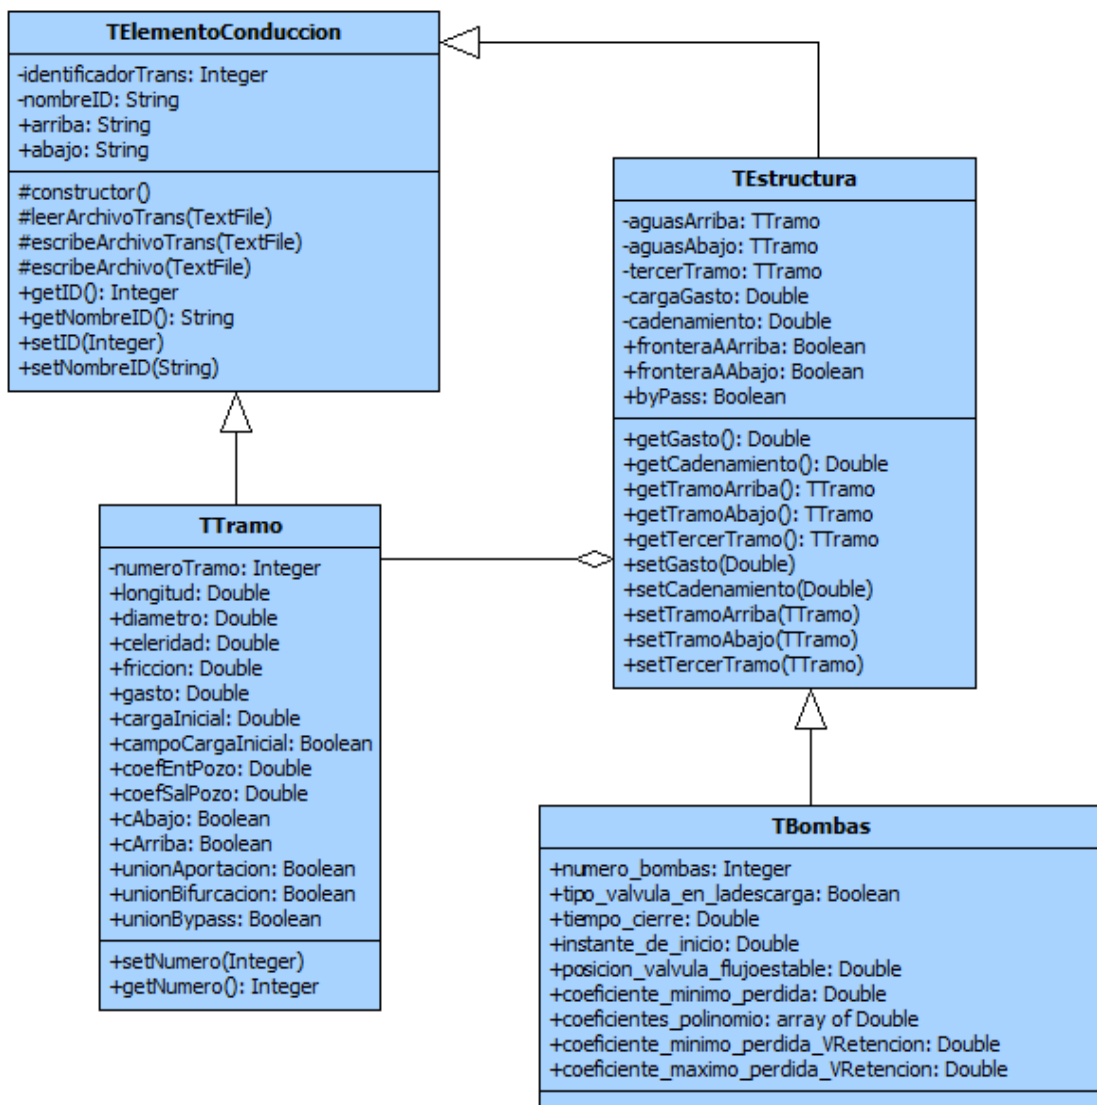 TElementoConduccion
-identificadorTrans: Integer
-nombreID: String
+arriba: String
+abajo: String
#constructor()
#leerArchivoTrans(TextFile)
#escribeArchivoTrans(TextFile)
#escribeArchivo(TextFile)
+getID(): Integer
+getNombreID(): String
+setID(Integer)
+setNombreID(String)
TEstructura
-aguasArriba: TTramo
-aguasAbajo: TTramo
-tercerTramo: TTramo
-cargaGasto: Double
-cadenamiento: Double
+fronteraAArriba: Boolean
+fronteraAAbajo: Boolean
+byPass: Boolean
+getGasto(): Double
+getCadenamiento(): Double
+getTramoArriba(): TTramo
+getTramoAbajo(): TTramo
+getTercerTramo(): TTramo
+setGasto(Double)
+setCadenamiento(Double)
+setTramoArriba(TTramo)
+setTramoAbajo(TTramo)
+setTercerTramo(TTramo)
TTramo
-numeroTramo: Integer
+longitud: Double
+diametro: Double
+celeridad: Double
+friccion: Double
+gasto: Double
+cargaInicial: Double
+campoCargaInicial: Boolean
+coefEntPozo: Double
+coefSalPozo: Double
+cAbajo: Boolean
+cArriba: Boolean
+unionAportacion: Boolean
+unionBifurcacion: Boolean
+unionBypass: Boolean
+setNumero(Integer)
+getNumero(): Integer
TBombas
+numero_bombas: Integer
+tipo_valvula_en_ladescarga: Boolean
+tiempo_cierre: Double
+instante_de_inicio: Double
+posicion_valvula_flujoestable: Double
+coeficiente_minimo_perdida: Double
+coeficientes_polinomio: array of Double
+coeficiente_minimo_perdida_VRetencion: Double
+coeficiente_maximo_perdida_VRetencion: Double